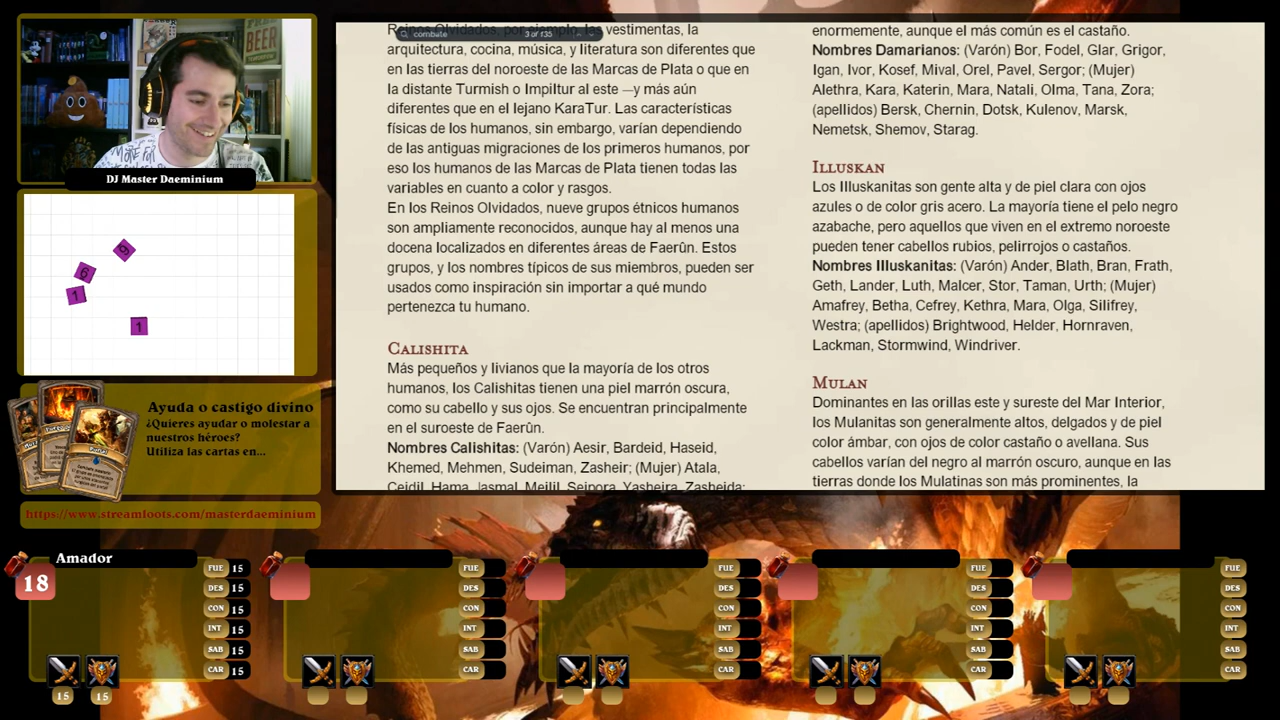 DJ Master Daeminium
9
6
1
1
Ayuda o castigo divino
¿Quieres ayudar o molestar a
nuestros héroes?
Utiliza las cartas en...
https://www.streamloots.com/masterdaeminium
combate 3 of 135
Reinos Olvidados, por ejemplo, las vestimentas, la
arquitectura, cocina, música, y literatura son diferentes que
en las tierras del noroeste de las Marcas de Plata o que en
la distante Turmish o Impiltur al este —y más aún
diferentes que en el lejano KaraTur. Las características
físicas de los humanos, sin embargo, varían dependiendo
de las antiguas migraciones de los primeros humanos, por
eso los humanos de las Marcas de Plata tienen todas las
variables en cuanto a color y rasgos.
En los Reinos Olvidados, nueve grupos étnicos humanos
son ampliamente reconocidos, aunque hay al menos una
docena localizados en diferentes áreas de Faerûn. Estos
grupos, y los nombres típicos de sus miembros, pueden ser
usados como inspiración sin importar a qué mundo
pertenezca tu humano.
Calishita
Más pequeños y livianos que la mayoría de los otros
humanos, los Calishitas tienen una piel marrón oscura,
como su cabello y sus ojos. Se encuentran principalmente
en el suroeste de Faerûn.
Nombres Calishitas: (Varón) Aesir, Bardeid, Haseid,
Khemed, Mehmen, Sudeiman, Zasheir; (Mujer) Atala,
Ceidil, Hama, Jasmal, Meilil, Seipora, Yasheira, Zasheida;
enormemente, aunque el más común es el castaño.
Nombres Damarianos: (Varón) Bor, Fodel, Glar, Grigor,
Igan, Ivor, Kosef, Mival, Orel, Pavel, Sergor; (Mujer)
Alethra, Kara, Katerin, Mara, Natali, Olma, Tana, Zora;
(apellidos) Bersk, Chernin, Dotsk, Kulenov, Marsk,
Nemetsk, Shemov, Starag.
Illuskan
Los Illuskanitas son gente alta y de piel clara con ojos
azules o de color gris acero. La mayoría tiene el pelo negro
azabache, pero aquellos que viven en el extremo noroeste
pueden tener cabellos rubios, pelirrojos o castaños.
Nombres Illuskanitas: (Varón) Ander, Blath, Bran, Frath,
Geth, Lander, Luth, Malcer, Stor, Taman, Urth; (Mujer)
Amafrey, Betha, Cefrey, Kethra, Mara, Olga, Silifrey,
Westra; (apellidos) Brightwood, Helder, Hornraven,
Lackman, Stormwind, Windriver.
Mulan
Dominantes en las orillas este y sureste del Mar Interior,
los Mulanitas son generalmente altos, delgados y de piel
color ámbar, con ojos de color castaño o avellana. Sus
cabellos varían del negro al marrón oscuro, aunque en las
tierras donde los Mulatinas son más prominentes, la
Amador
18
FUE 15
DES 15
CON 15
INT 15
SAB 15
CAR 15
15 15
FUE
DES
CON
INT
SAB
CAR
FUE
DES
CON
INT
SAB
CAR
FUE
DES
CON
INT
SAB
CAR
FUE
DES
CON
INT
SAB
CAR